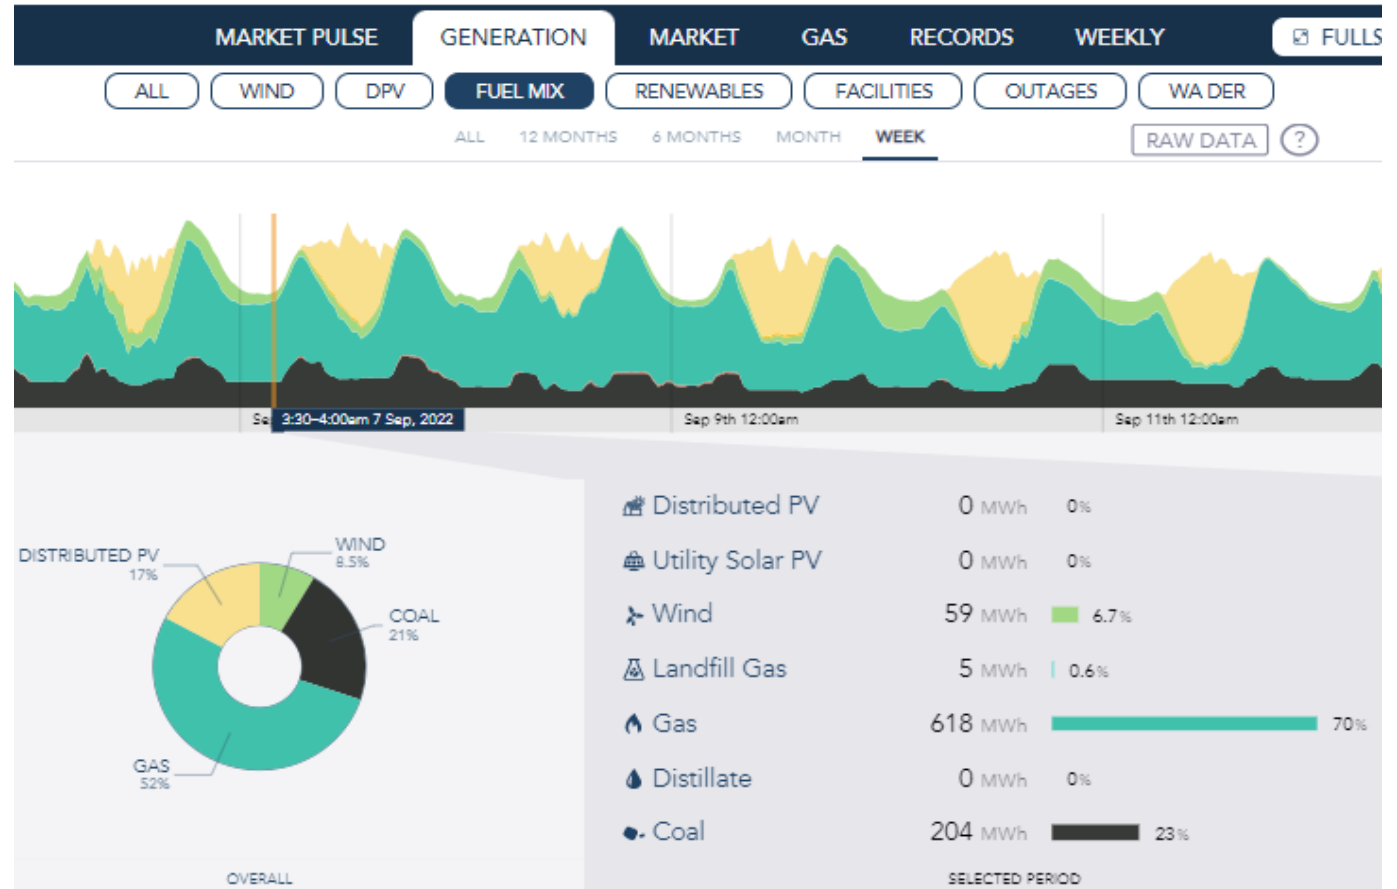 MARKET PULSE GENERATION MARKET GAS RECORDS WEEKLY FULLS
ALL WIND DPV FUEL MIX RENEWABLES FACILITIES OUTAGES WA DER
ALL 12 MONTHS 6 MONTHS MONTH WEEK RAW DATA ?
Se 3:30–4:00am 7 Sep, 2022 Sep 9th 12:00am Sep 11th 12:00am
DISTRIBUTED PV
17%
WIND
8.5%
COAL
21%
GAS
52%
OVERALL
Distributed PV 0 MWh 0%
Utility Solar PV 0 MWh 0%
Wind 59 MWh 6.7%
Landfill Gas 5 MWh 0.6%
Gas 618 MWh 70%
Distillate 0 MWh 0%
Coal 204 MWh 23%
SELECTED PERIOD